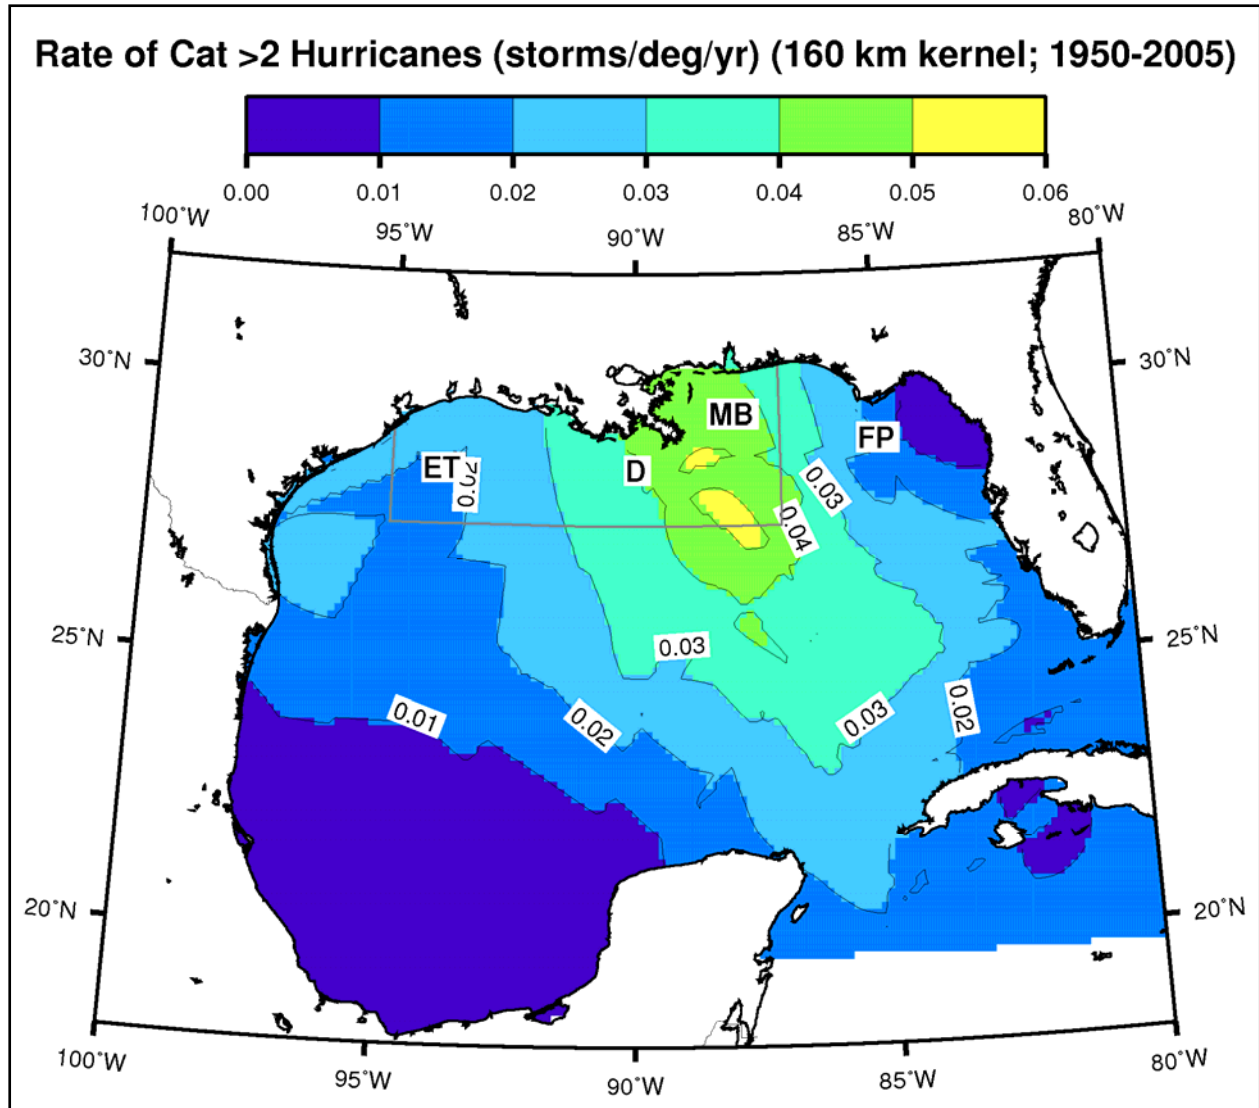 Rate of Cat >2 Hurricanes (storms/deg/yr) (160 km kernel; 1950-2005)
0.00 0.01 0.02 0.03 0.04 0.05 0.06
100˚W 95˚W 90˚W 85˚W 80˚W
30˚N 30˚N
MB
FP
ET D
0.02 0.03
0.04
25˚N 0.03 25˚N
0.01 0.02 0.03 0.02
20˚N 20˚N
100˚W 95˚W 90˚W 85˚W 80˚W